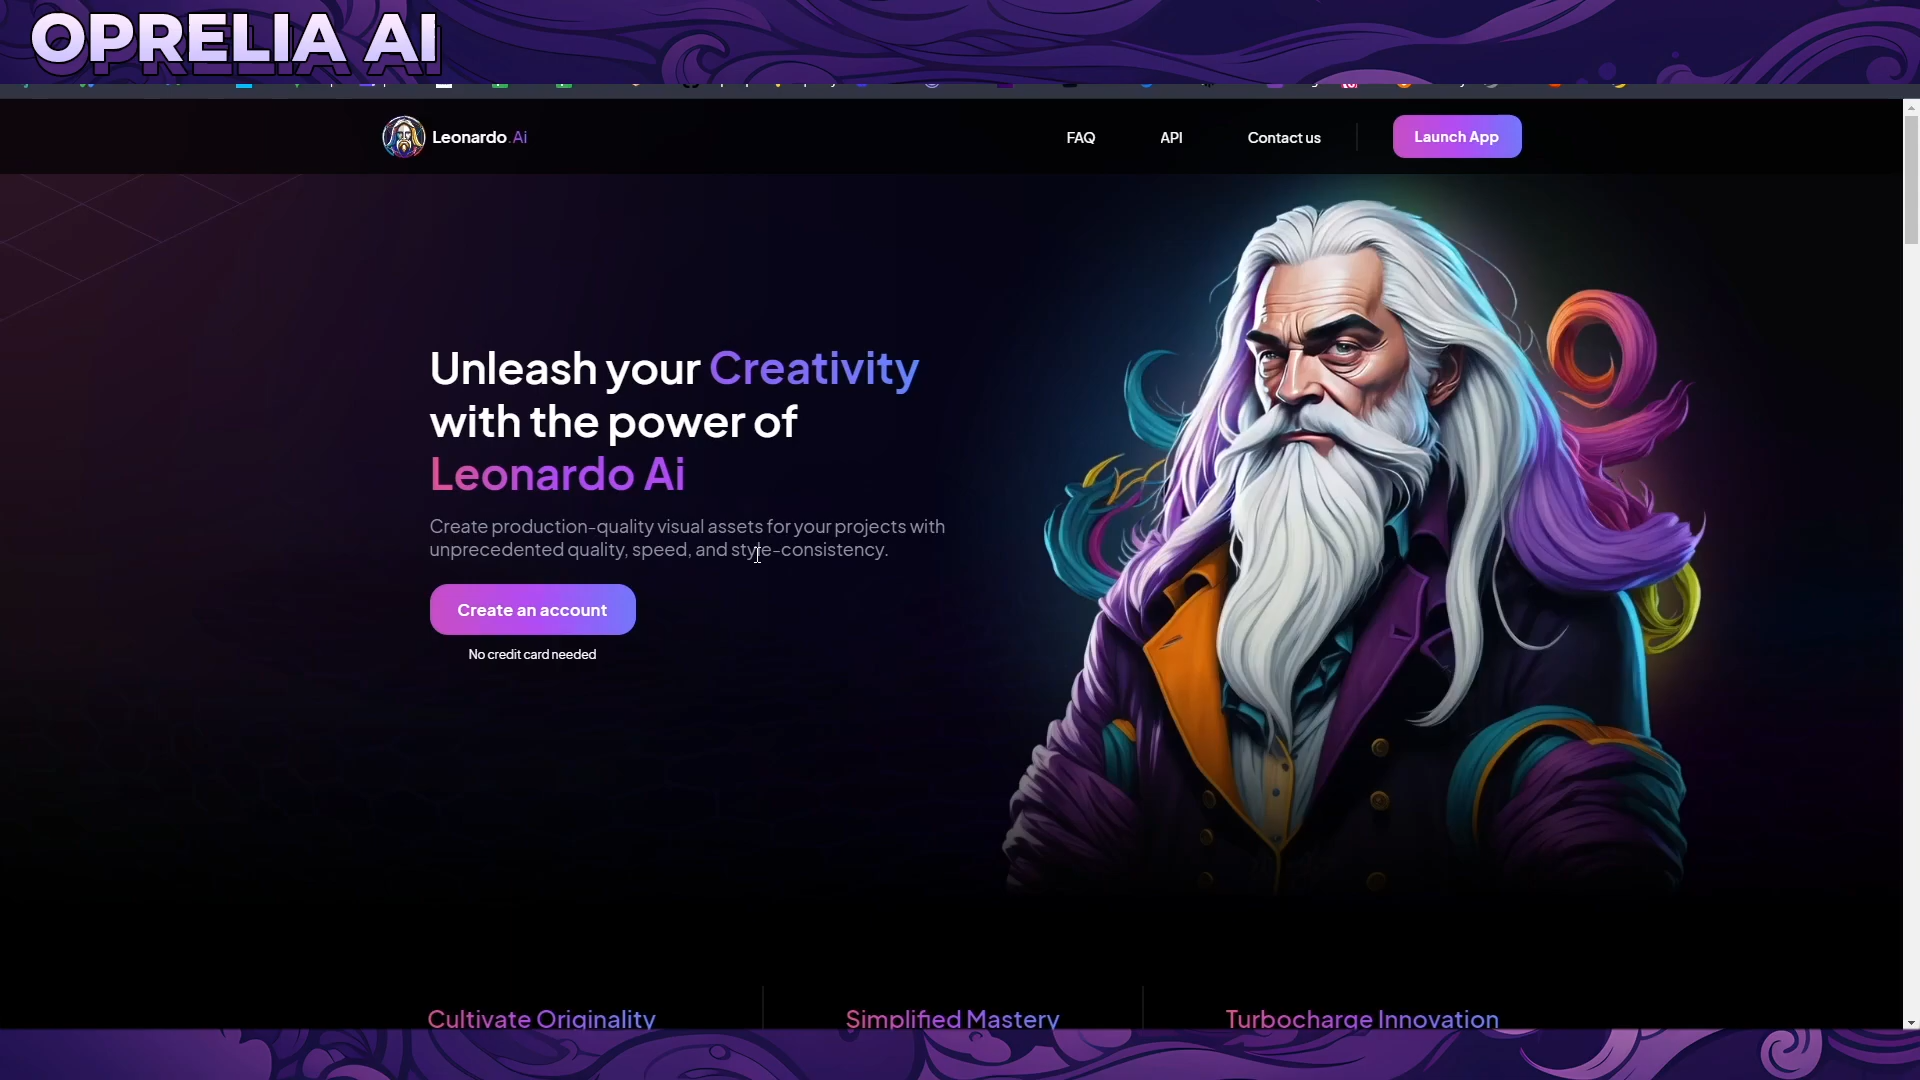 OPRELIA AI
Leonardo.Ai
FAQ
API
Contact us
Launch App
Unleash your Creativity
with the power of
Leonardo Ai
Create production-quality visual assets for your projects with
unprecedented quality, speed, and style-consistency.
Create an account
No credit card needed
Cultivate Originality
Simplified Mastery
Turbocharge Innovation